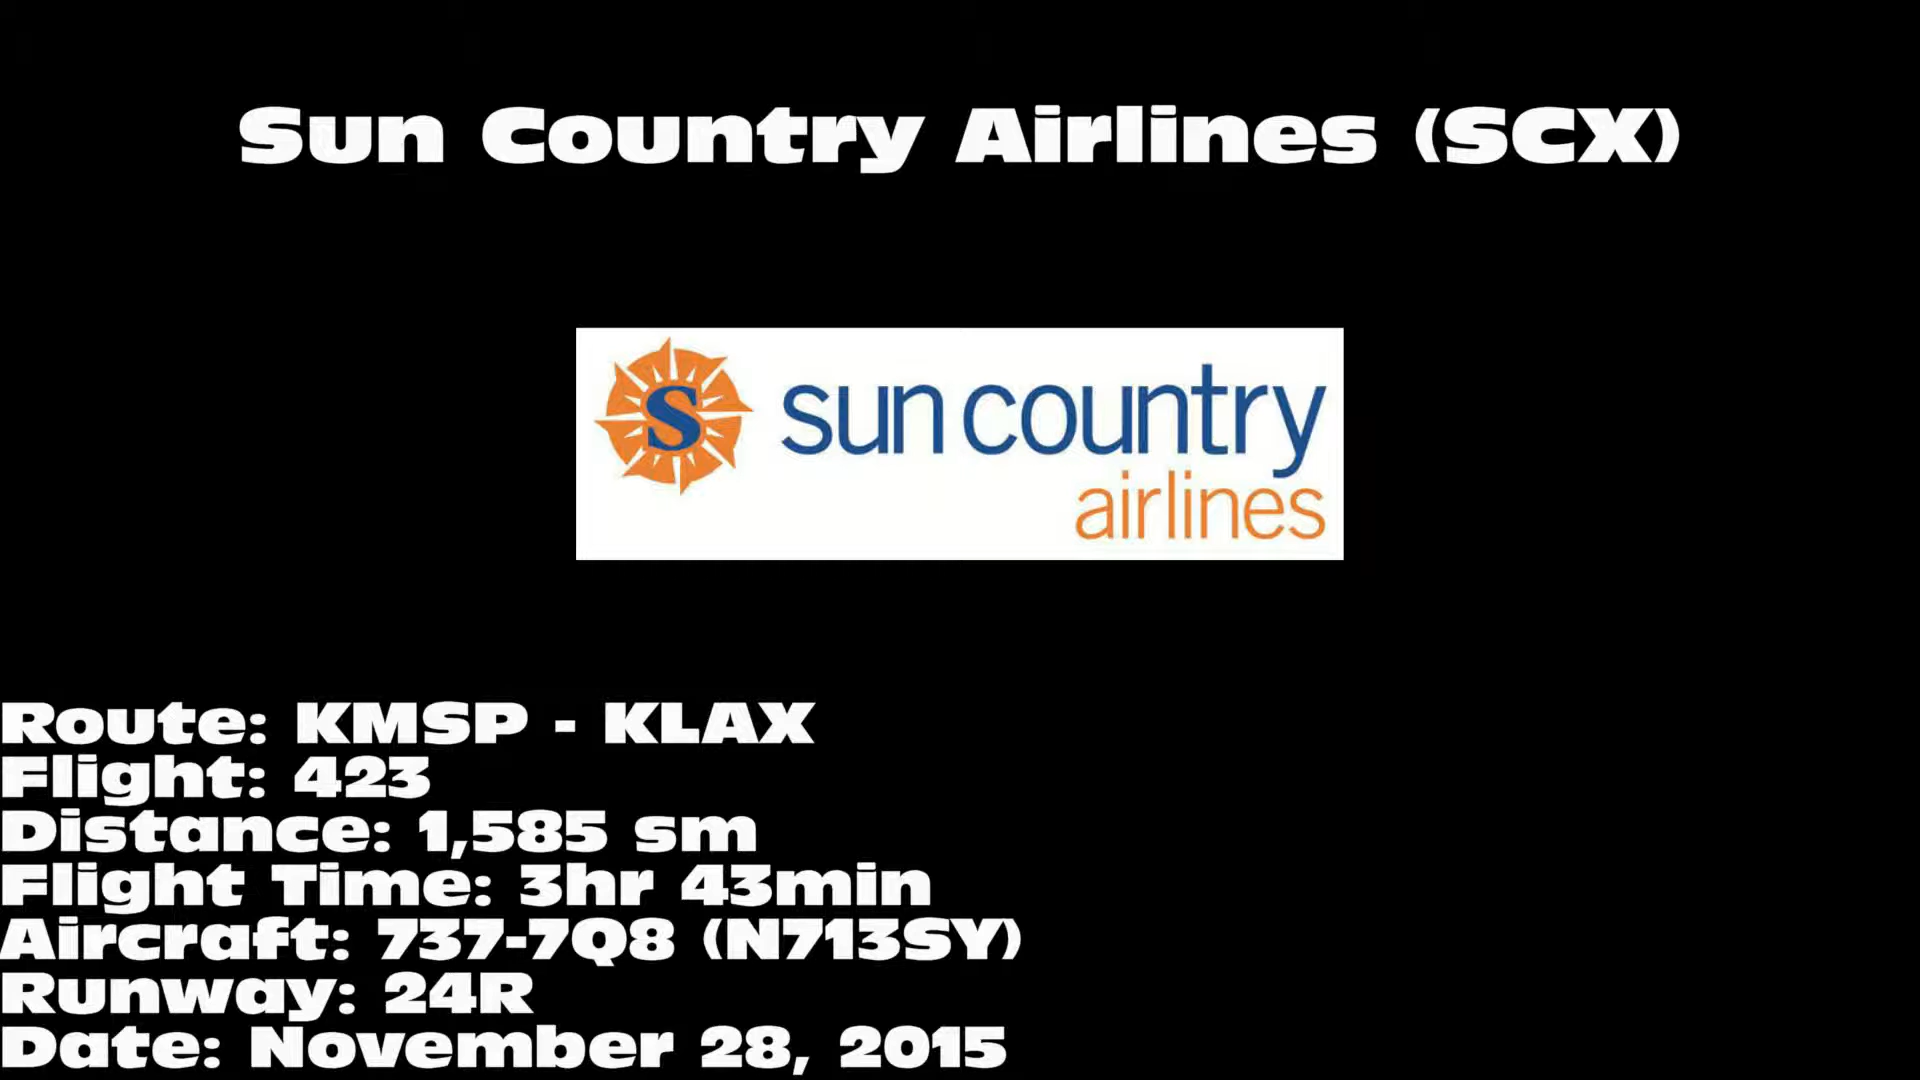 Sun Country Airlines (SCX)
S
sun country
airlines
Route: KMSP - KLAX
Flight: 423
Distance: 1,585 sm
Flight Time: 3hr 43min
Aircraft: 737-7Q8 (N713SY)
Runway: 24R
Date: November 28, 2015